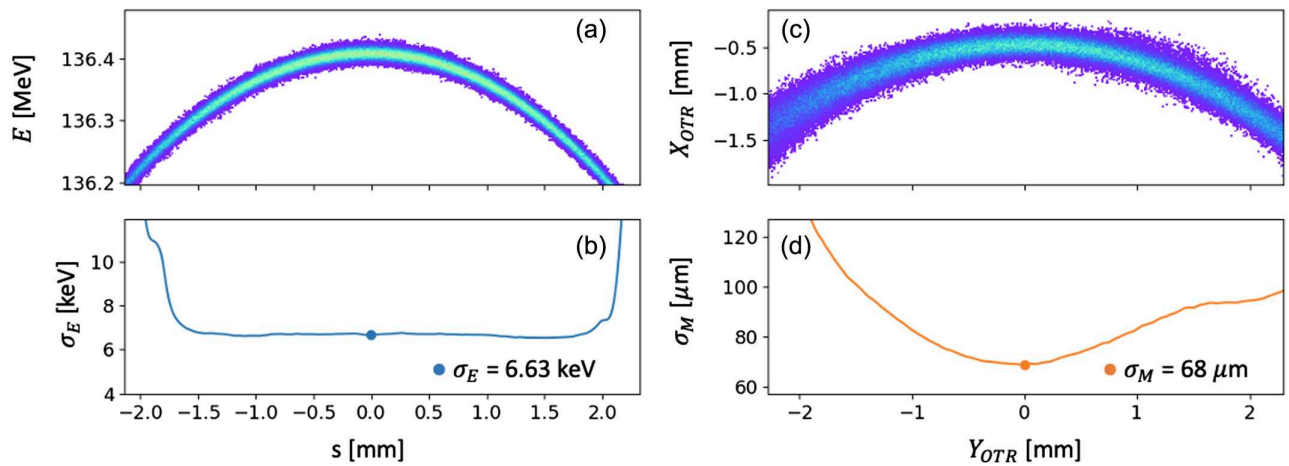 (a)
E [MeV]
136.4
136.3
136.2
(c)
X_OTR [mm]
−0.5
−1.0
−1.5
(b)
σ_E [keV]
10
8
6
4
σ_E = 6.63 keV
−2.0 −1.5 −1.0 −0.5 0.0 0.5 1.0 1.5 2.0
s [mm]
(d)
σ_M [μm]
120
100
80
60
σ_M = 68 μm
−2 −1 0 1 2
Y_OTR [mm]